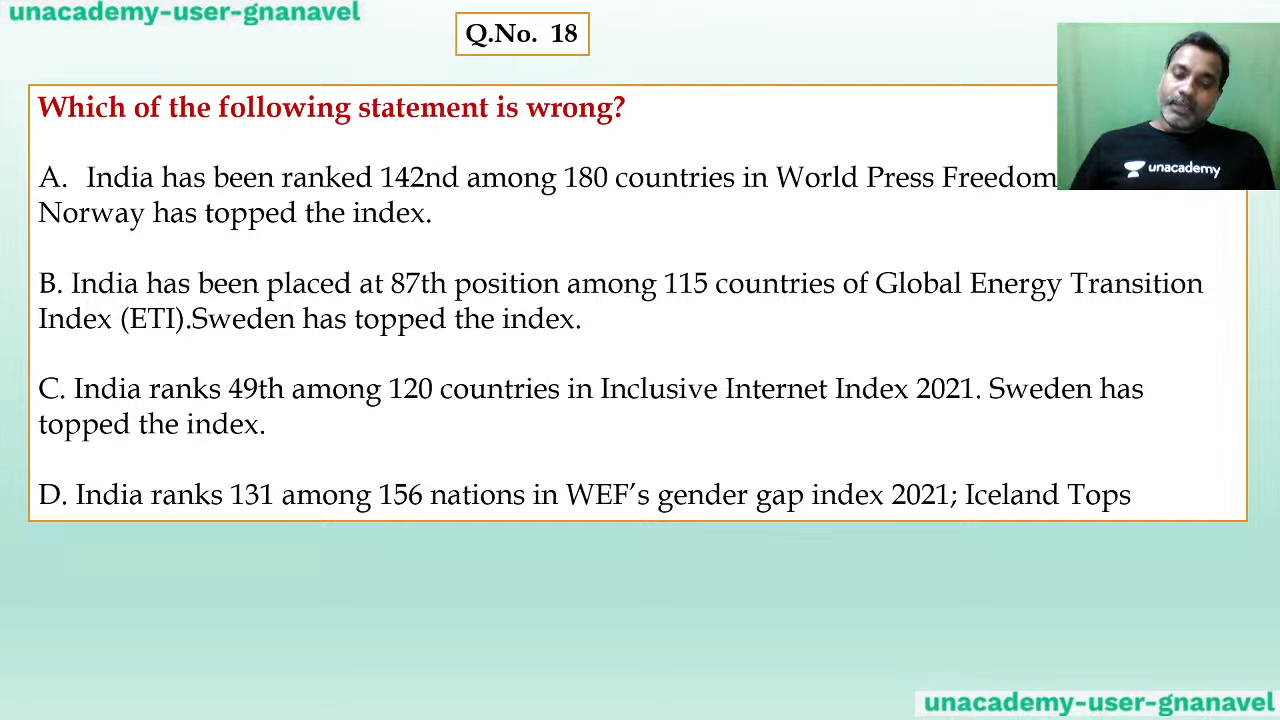 unacademy-user-gnanavel
Q.No. 18
Which of the following statement is wrong?
A. India has been ranked 142nd among 180 countries in World Press Freedom
unacademy
Norway has topped the index.
B. India has been placed at 87th position among 115 countries of Global Energy Transition
Index (ETI).Sweden has topped the index.
C. India ranks 49th among 120 countries in Inclusive Internet Index 2021. Sweden has
topped the index.
D. India ranks 131 among 156 nations in WEF’s gender gap index 2021; Iceland Tops
unacademy-user-gnanavel